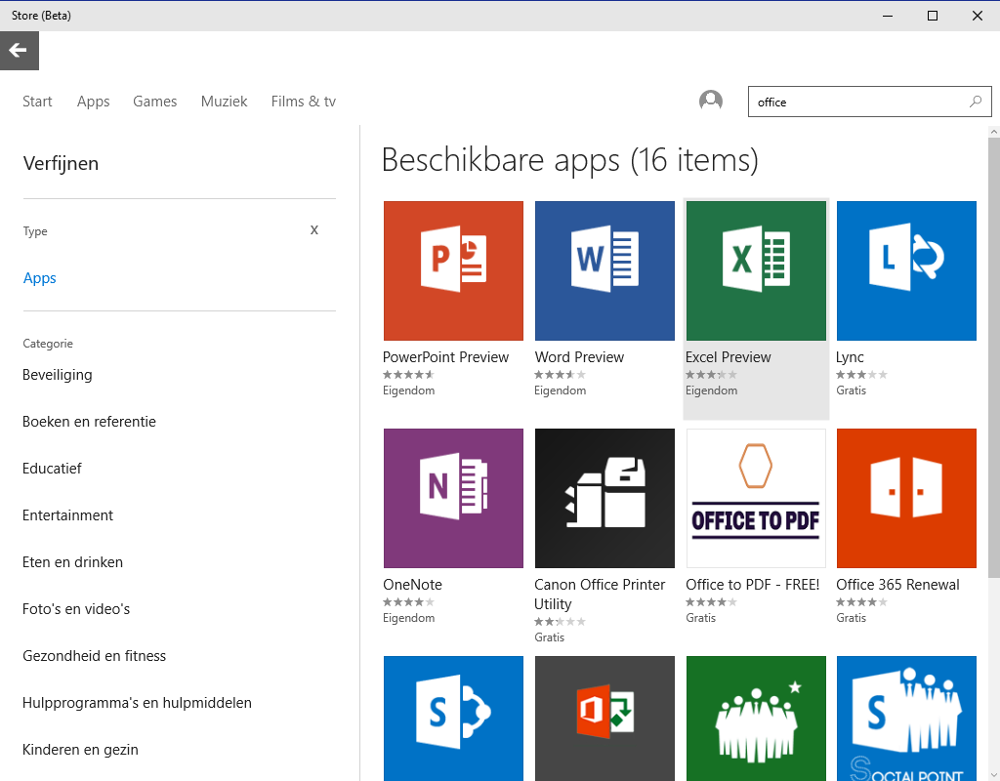 Store (Beta)
Start Apps Games Muziek Films & tv
office
Verfijnen
Type X
Apps
Categorie
Beveiliging
Boeken en referentie
Educatief
Entertainment
Eten en drinken
Foto's en video's
Gezondheid en fitness
Hulpprogramma's en hulpmiddelen
Kinderen en gezin
Beschikbare apps (16 items)
P
W
X
L
PowerPoint Preview
Eigendom
Word Preview
Eigendom
Excel Preview
Eigendom
Lync
Gratis
N
OFFICE TO PDF
OneNote
Eigendom
Canon Office Printer
Utility
Gratis
Office to PDF - FREE!
Gratis
Office 365 Renewal
Gratis
S
S
SOCIALPOINT